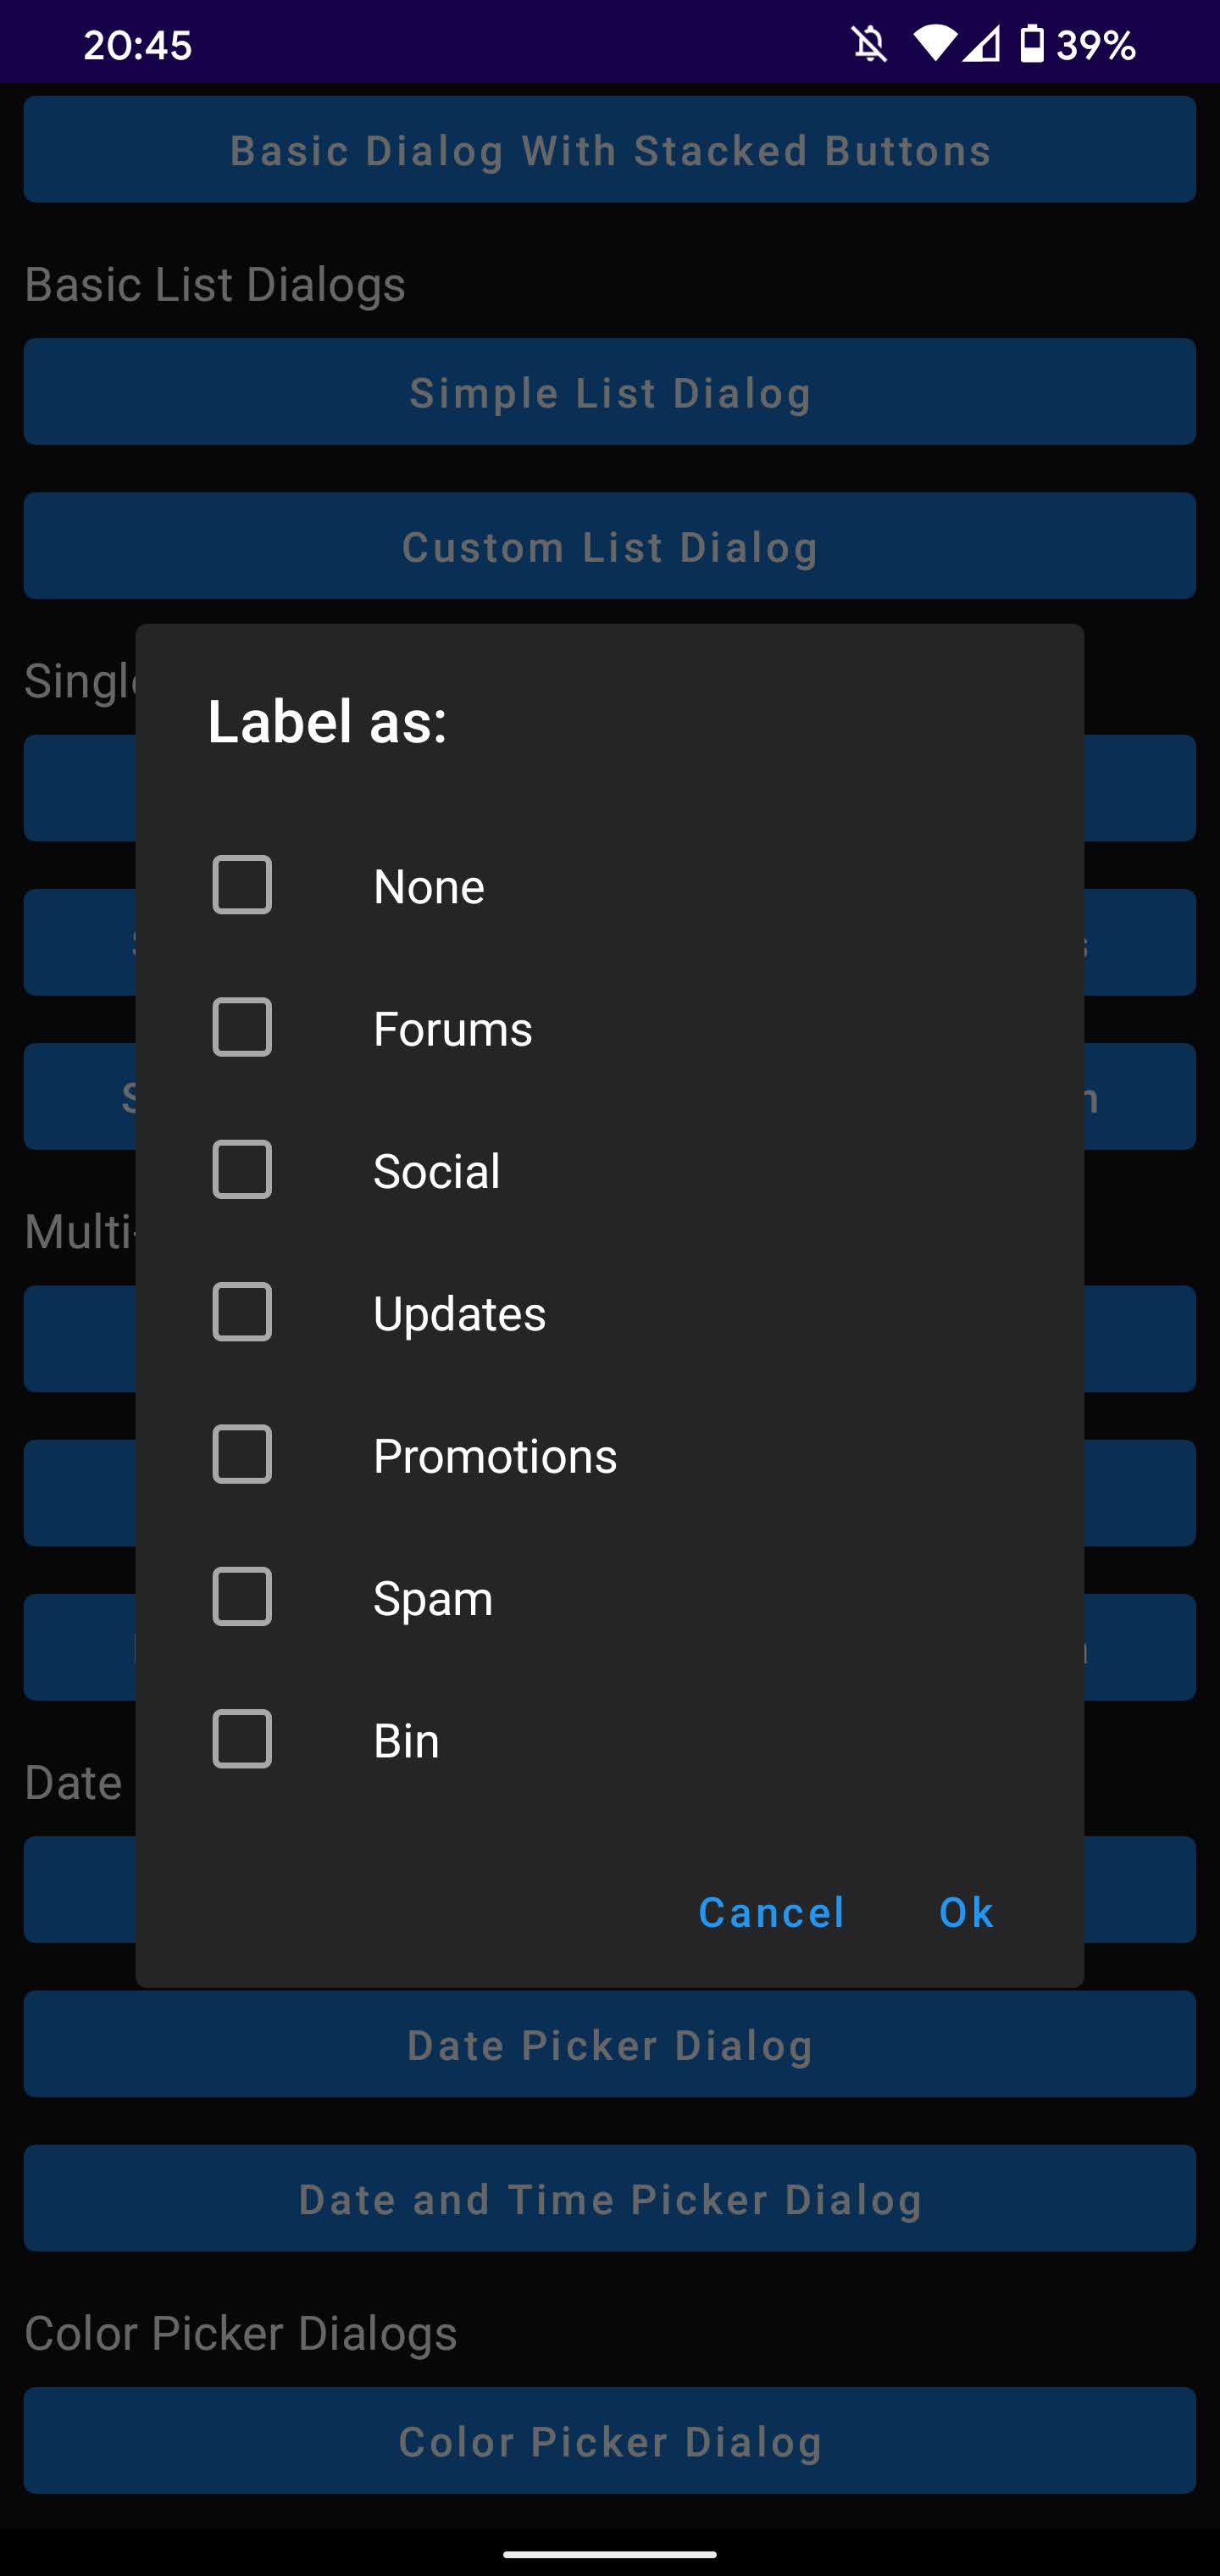 20:45 39%
Basic Dialog With Stacked Buttons
Basic List Dialogs
Simple List Dialog
Custom List Dialog
Label as:
None
Forums
Social
Updates
Promotions
Spam
Bin
Cancel Ok
Date
Date Picker Dialog
Date and Time Picker Dialog
Color Picker Dialogs
Color Picker Dialog